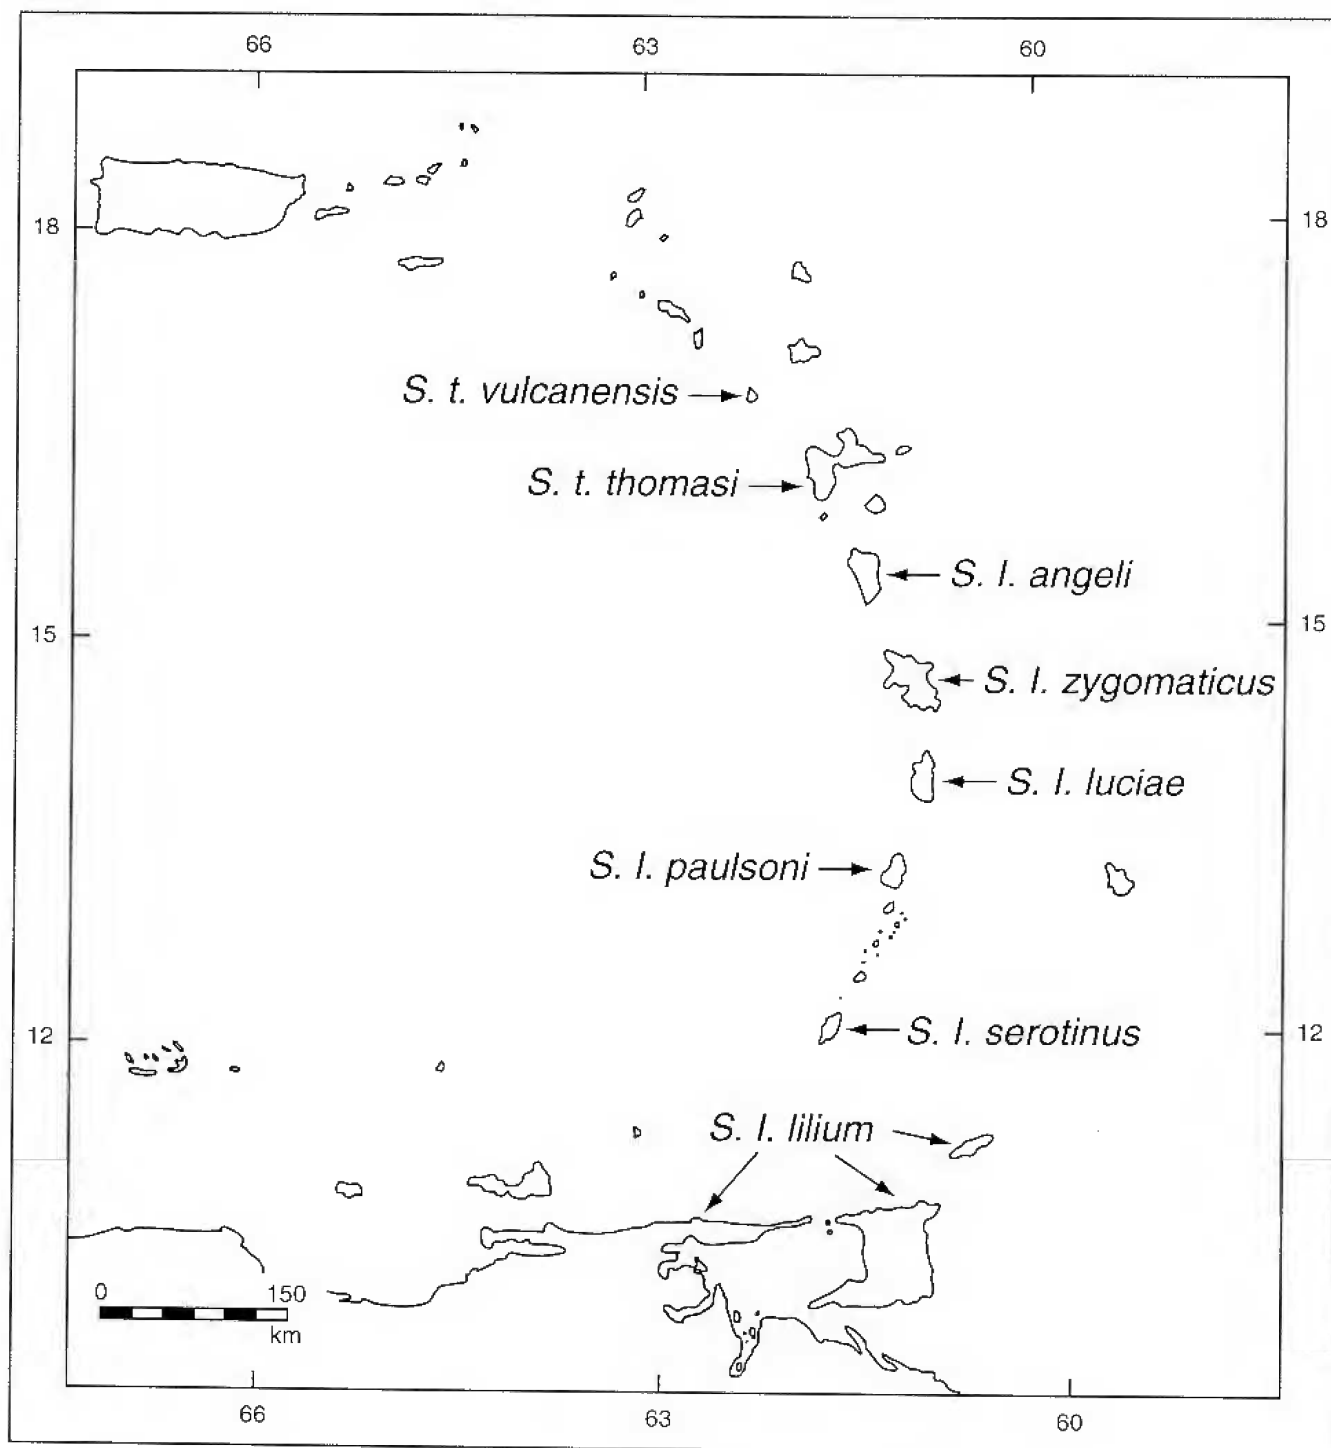 66 63 60
18 18
S. t. vulcanensis
S. t. thomasi
S. l. angeli
15 15
S. l. zygomaticus
S. l. luciae
S. l. paulsoni
12 12
S. l. serotinus
S. l. lilium
0 150
km
66 63 60